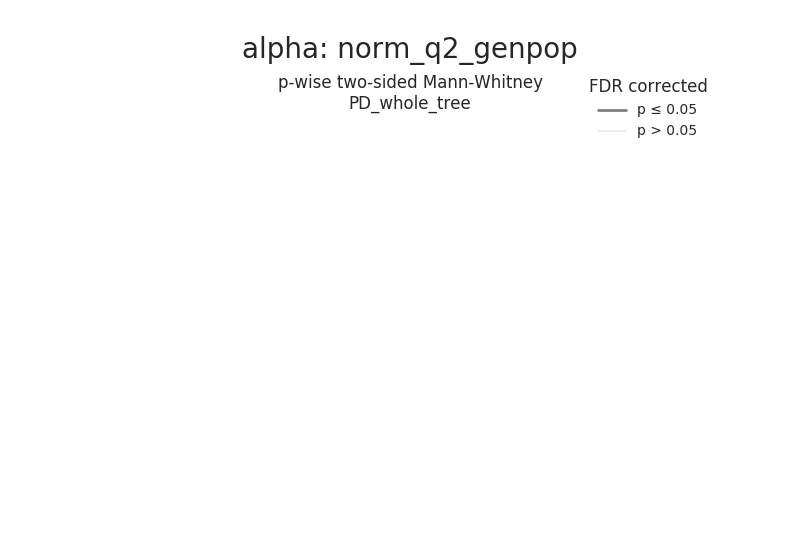 alpha: norm_q2_genpop
p-wise two-sided Mann-Whitney
PD_whole_tree
FDR corrected
p ≤ 0.05
p > 0.05